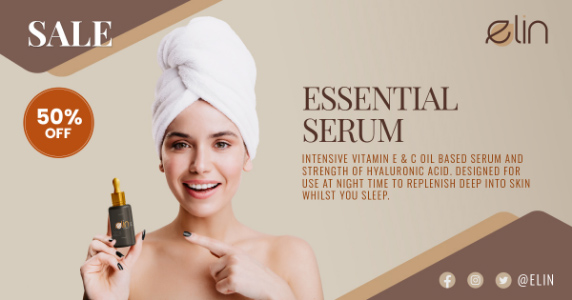 SALE
elin
50%
OFF
ESSENTIAL
SERUM
INTENSIVE VITAMIN E & C OIL BASED SERUM AND
STRENGTH OF HYALURONIC ACID. DESIGNED FOR
USE AT NIGHT TIME TO REPLENISH DEEP INTO SKIN
WHILST YOU SLEEP.
@ELIN